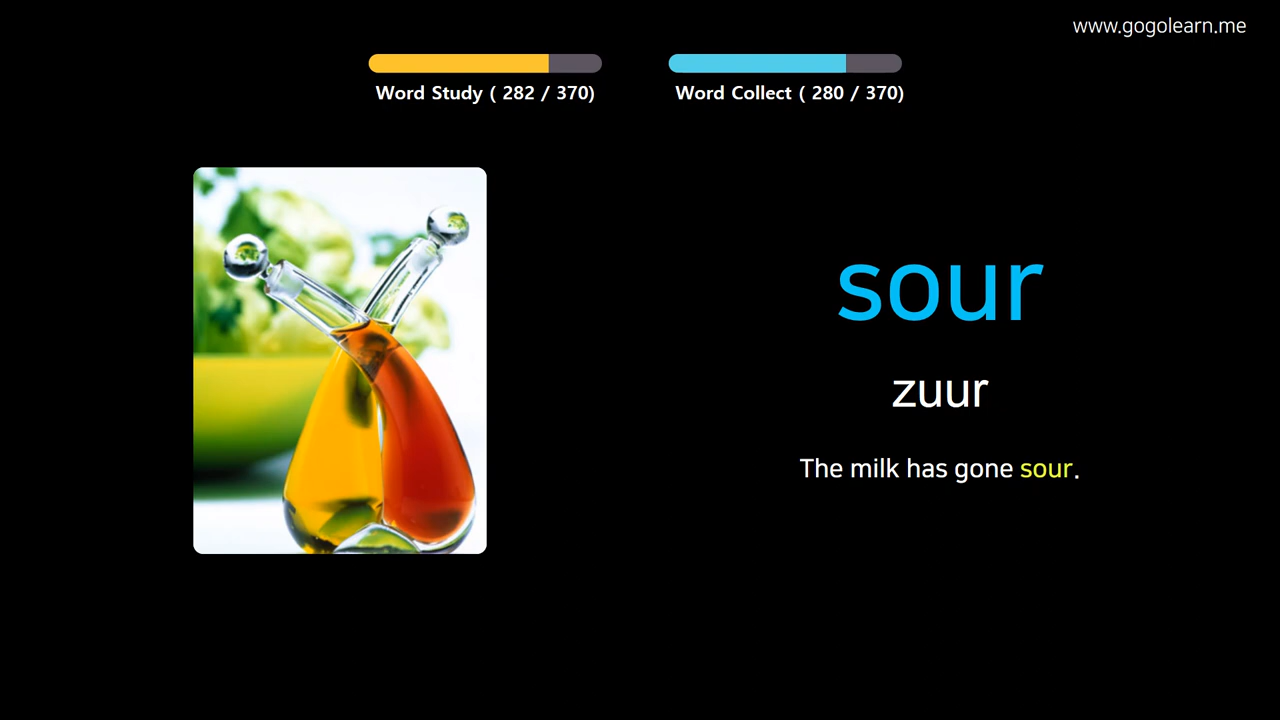 www.gogolearn.me
Word Study ( 282 / 370)
Word Collect ( 280 / 370)
sour
zuur
The milk has gone sour.